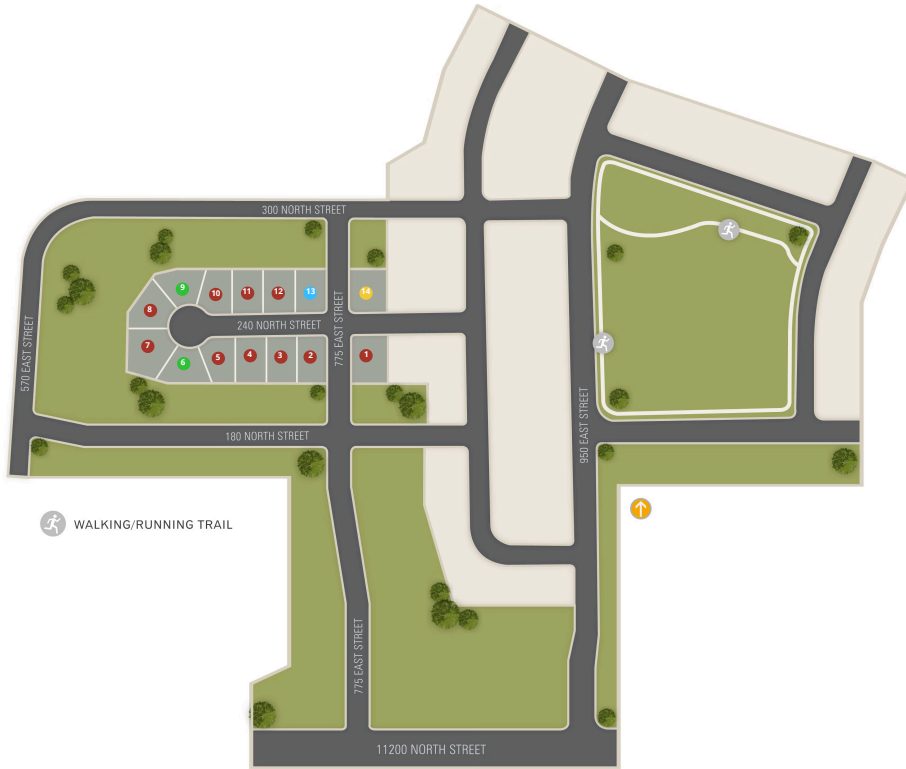 300 NORTH STREET
9
10
11
12
13
14
8
240 NORTH STREET
775 EAST STREET
570 EAST STREET
7
6
5
4
3
2
1
180 NORTH STREET
950 EAST STREET
WALKING/RUNNING TRAIL
775 EAST STREET
11200 NORTH STREET